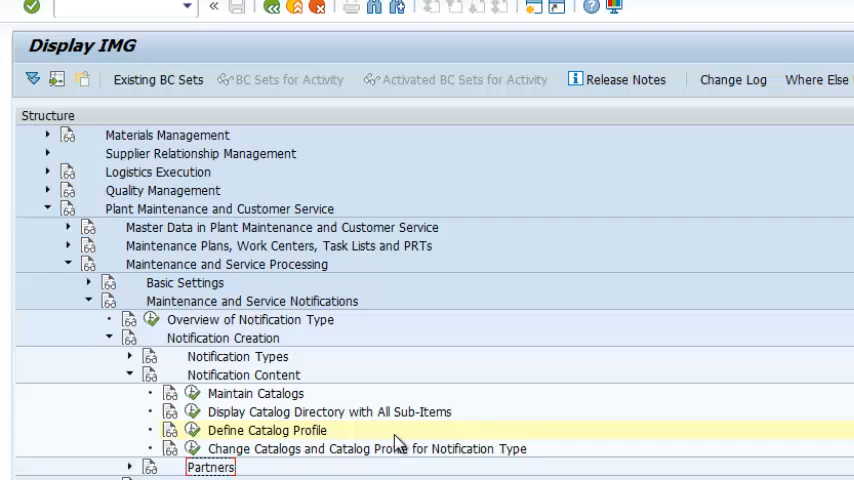 Display IMG
Existing BC Sets BC Sets for Activity Activated BC Sets for Activity Release Notes Change Log Where Else
Structure
Materials Management
Supplier Relationship Management
Logistics Execution
Quality Management
Plant Maintenance and Customer Service
Master Data in Plant Maintenance and Customer Service
Maintenance Plans, Work Centers, Task Lists and PRTs
Maintenance and Service Processing
Basic Settings
Maintenance and Service Notifications
Overview of Notification Type
Notification Creation
Notification Types
Notification Content
Maintain Catalogs
Display Catalog Directory with All Sub-Items
Define Catalog Profile
Change Catalogs and Catalog Profile for Notification Type
Partners